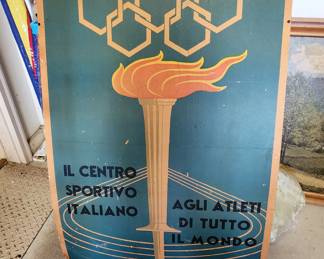 IL CENTRO
SPORTIVO
ITALIANO
AGLI ATLETI
DI TUTTO
IL MONDO